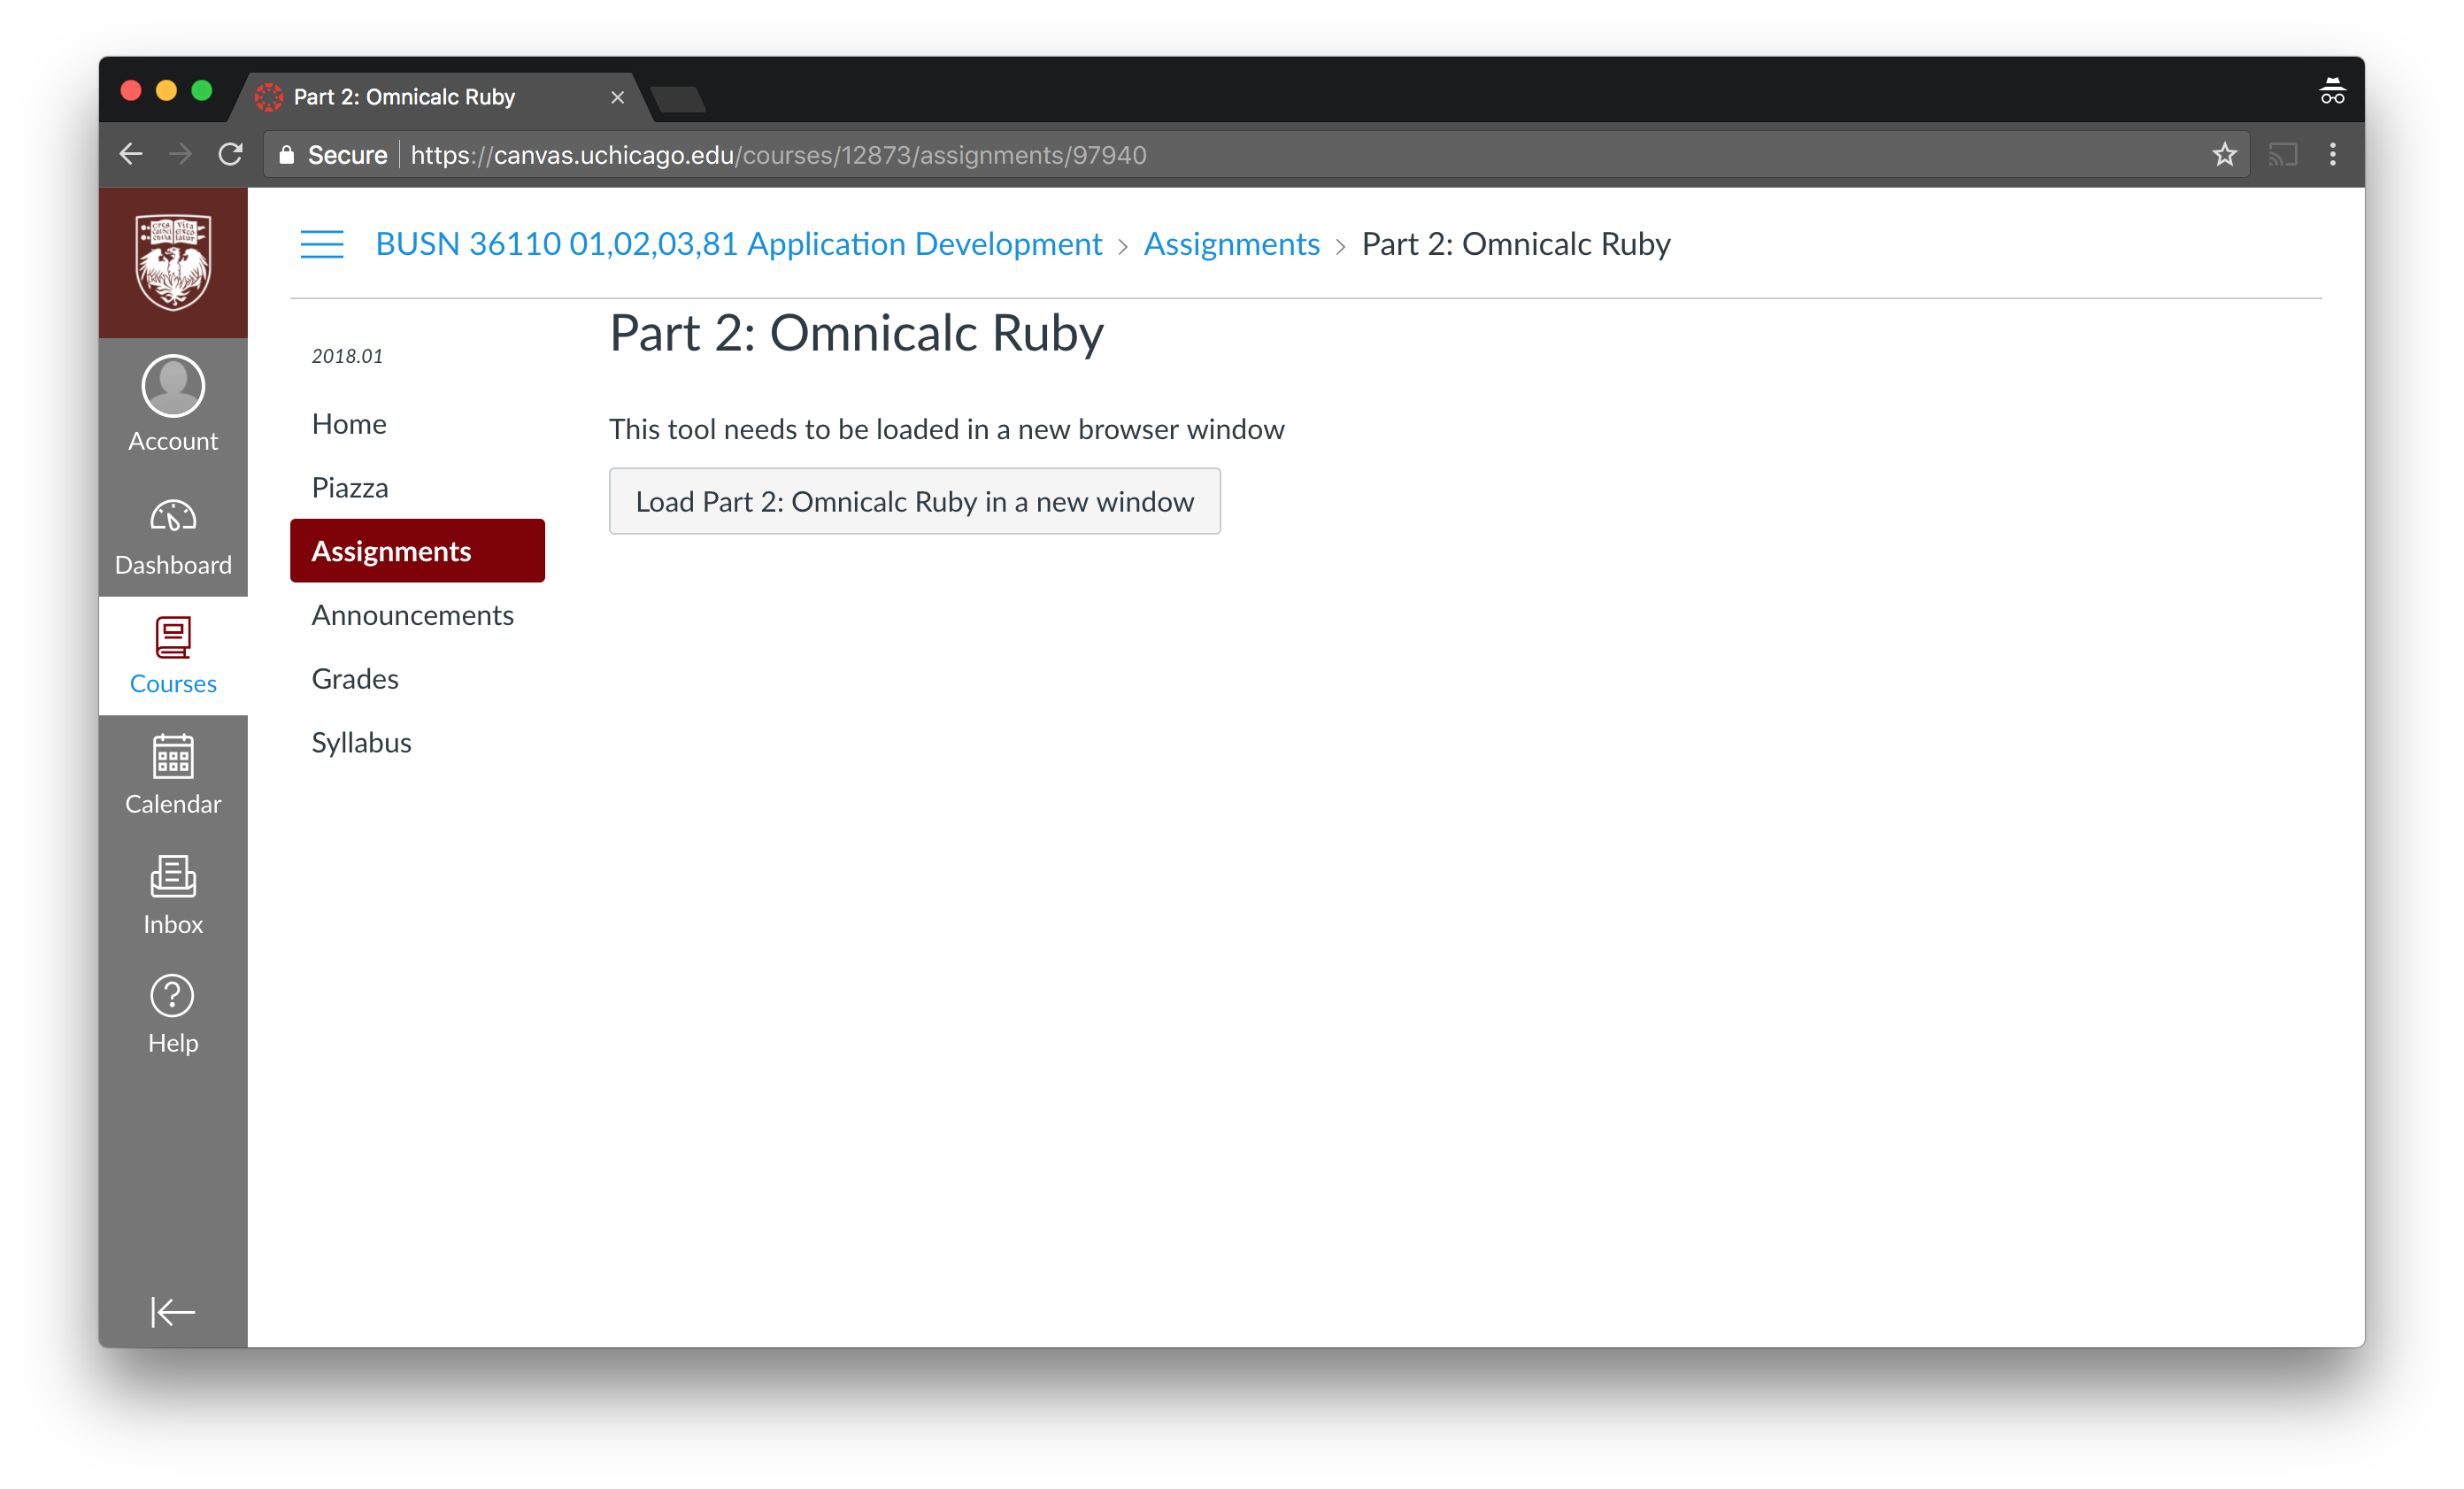 Part 2: Omnicalc Ruby
Secure https://canvas.uchicago.edu/courses/12873/assignments/97940
BUSN 36110 01,02,03,81 Application Development > Assignments > Part 2: Omnicalc Ruby
Account
Dashboard
Courses
Calendar
Inbox
Help
2018.01
Home
Piazza
Assignments
Announcements
Grades
Syllabus
Part 2: Omnicalc Ruby
This tool needs to be loaded in a new browser window
Load Part 2: Omnicalc Ruby in a new window